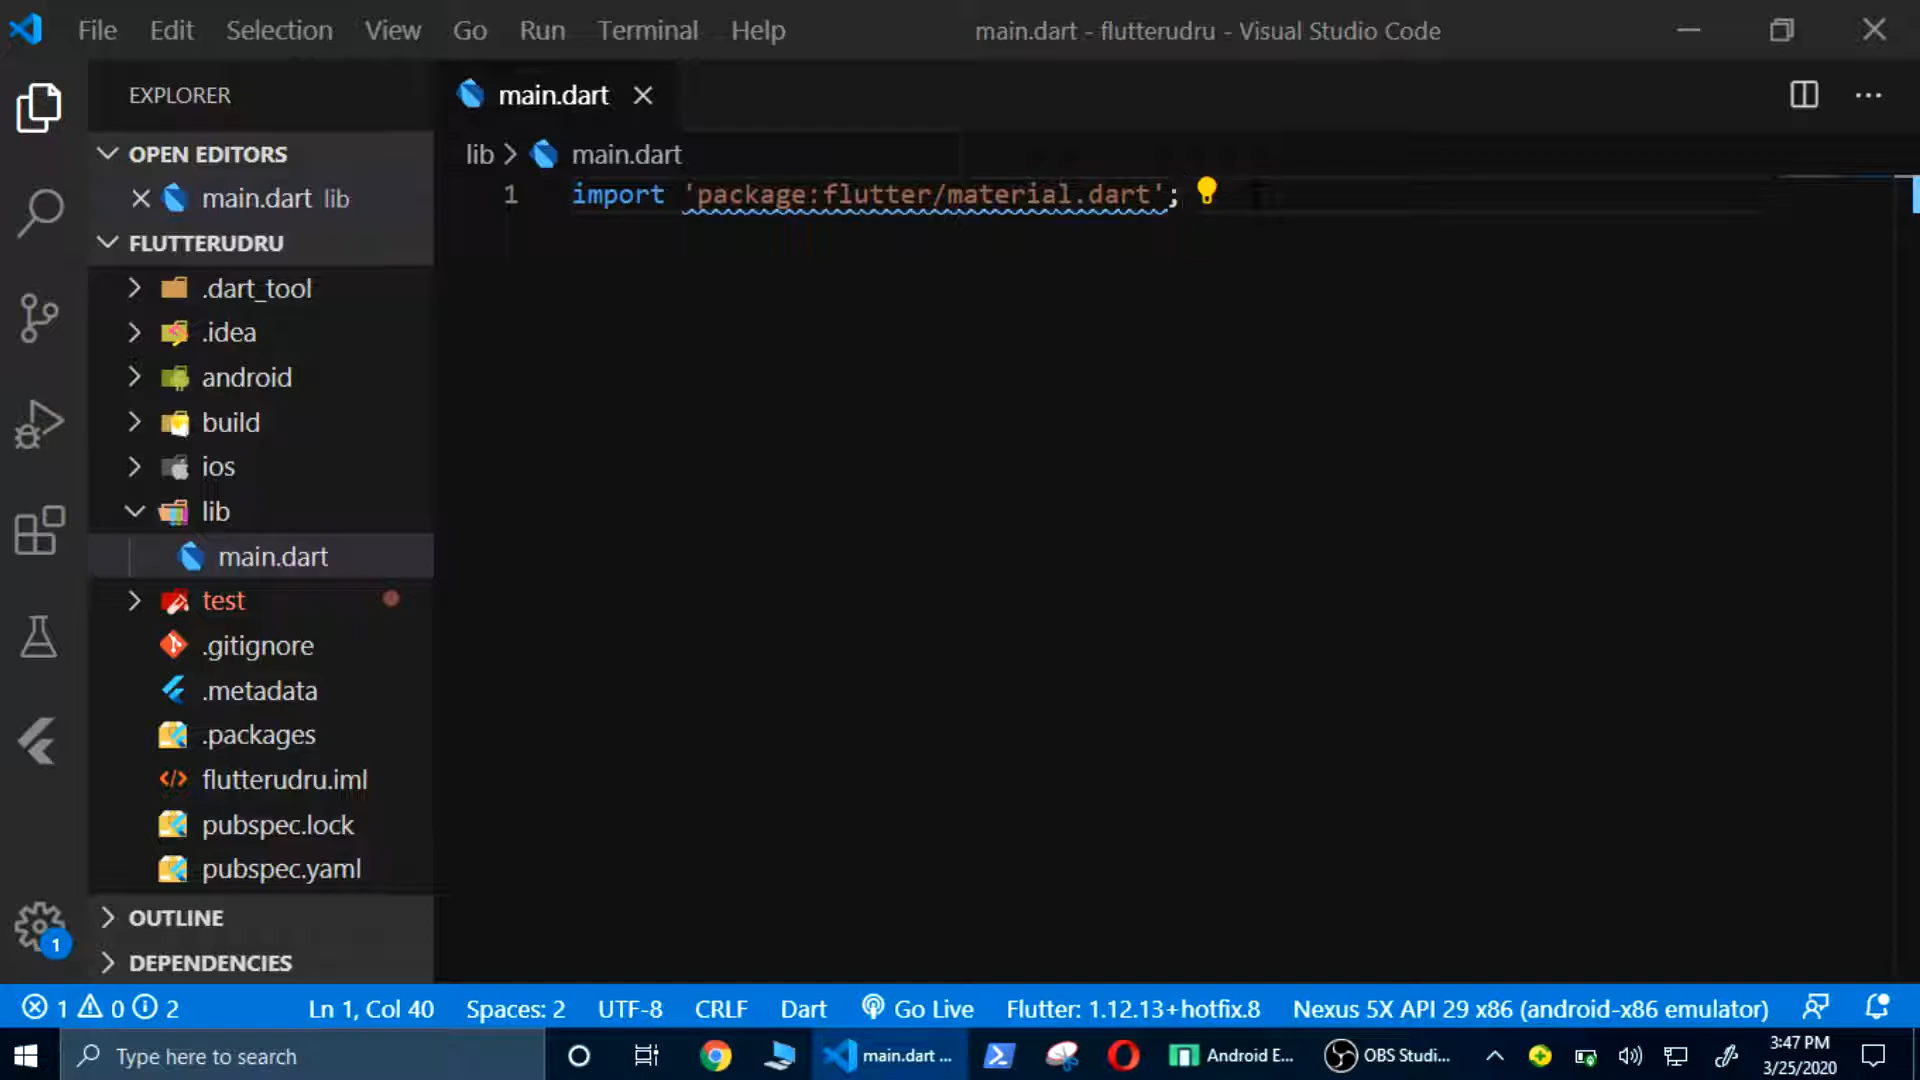 File Edit Selection View Go Run Terminal Help
main.dart - flutterudru - Visual Studio Code
EXPLORER
main.dart
OPEN EDITORS
main.dart lib
FLUTTERUDRU
.dart_tool
.idea
android
build
ios
lib
main.dart
test
.gitignore
.metadata
.packages
flutterudru.iml
pubspec.lock
pubspec.yaml
OUTLINE
DEPENDENCIES
1
lib > main.dart
1 import 'package:flutter/material.dart';
1 0 2
Ln 1, Col 40 Spaces: 2 UTF-8 CRLF Dart Go Live Flutter: 1.12.13+hotfix.8 Nexus 5X API 29 x86 (android-x86 emulator)
Type here to search
main.dart ...
Android E...
OBS Studi...
3:47 PM
3/25/2020